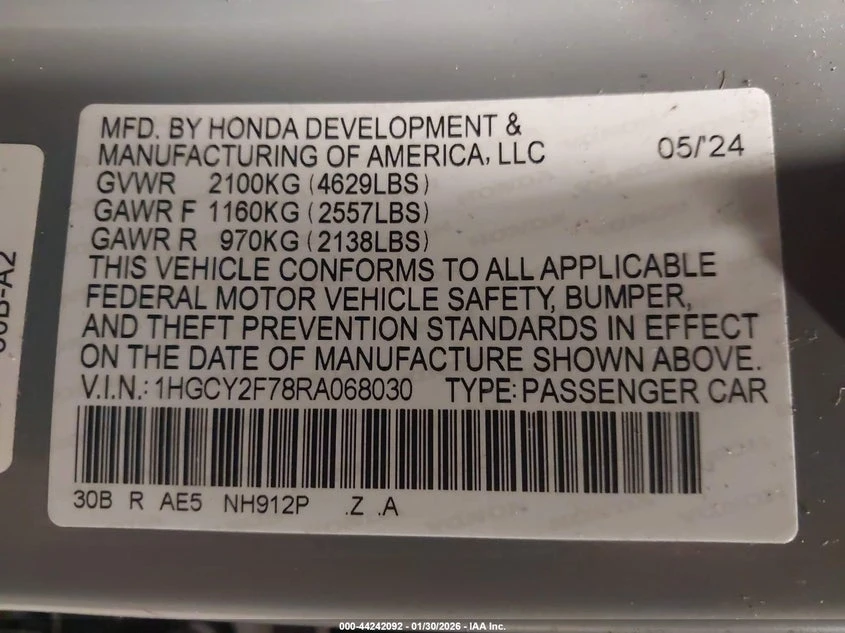 MFD. BY HONDA DEVELOPMENT &
MANUFACTURING OF AMERICA, LLC 05/'24
GVWR 2100KG (4629LBS)
GAWR F 1160KG (2557LBS)
GAWR R 970KG (2138LBS)
THIS VEHICLE CONFORMS TO ALL APPLICABLE
FEDERAL MOTOR VEHICLE SAFETY, BUMPER,
AND THEFT PREVENTION STANDARDS IN EFFECT
ON THE DATE OF MANUFACTURE SHOWN ABOVE.
V.I.N.: 1HGCY2F78RA068030 TYPE: PASSENGER CAR
30B R AE5 NH912P .Z .A
30B-A2
000-44242092 - 01/30/2026 - IAA Inc.